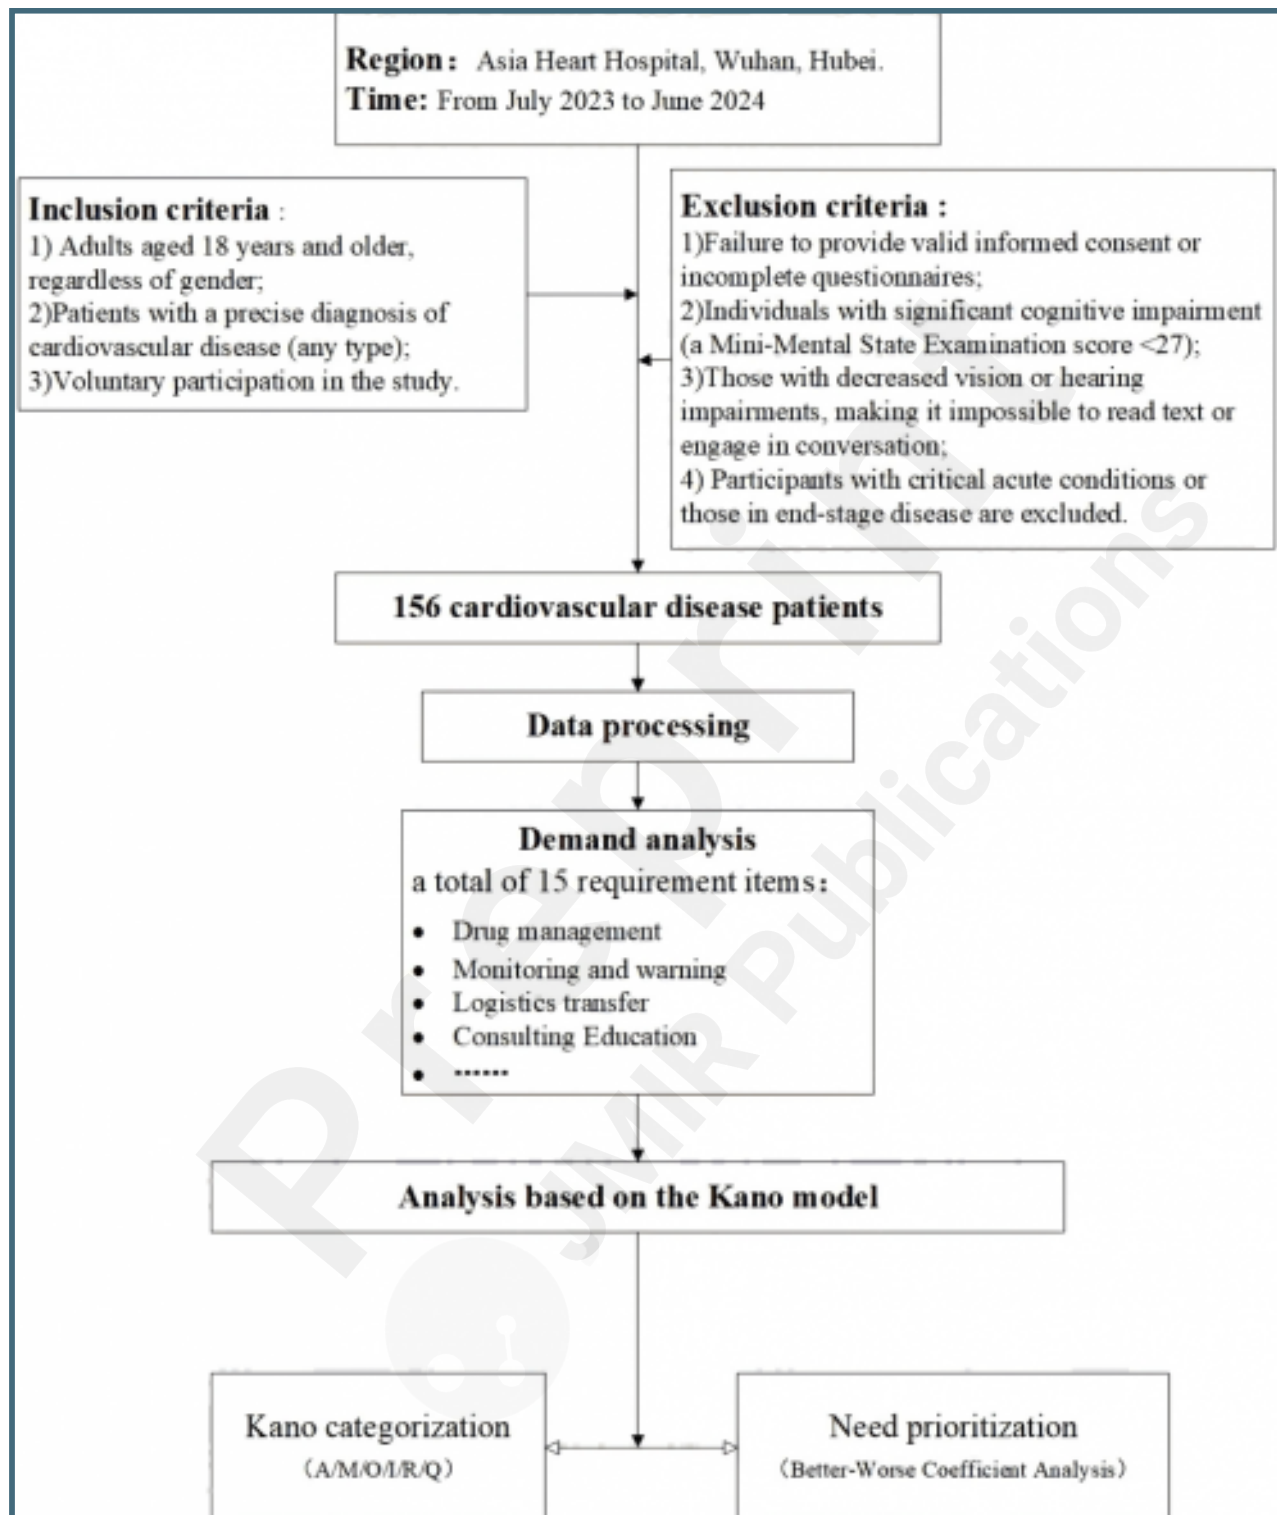 Region： Asia Heart Hospital, Wuhan, Hubei.
Time: From July 2023 to June 2024
Inclusion criteria :
1) Adults aged 18 years and older,
regardless of gender;
2)Patients with a precise diagnosis of
cardiovascular disease (any type);
3)Voluntary participation in the study.
Exclusion criteria :
1)Failure to provide valid informed consent or
incomplete questionnaires;
2)Individuals with significant cognitive impairment
(a Mini-Mental State Examination score <27);
3)Those with decreased vision or hearing
impairments, making it impossible to read text or
engage in conversation;
4) Participants with critical acute conditions or
those in end-stage disease are excluded.
156 cardiovascular disease patients
Data processing
Demand analysis
a total of 15 requirement items：
• Drug management
• Monitoring and warning
• Logistics transfer
• Consulting Education
• ······
Analysis based on the Kano model
Kano categorization
（A/M/O/I/R/Q）
Need prioritization
（Better-Worse Coefficient Analysis）
Preprint
JMIR Publications